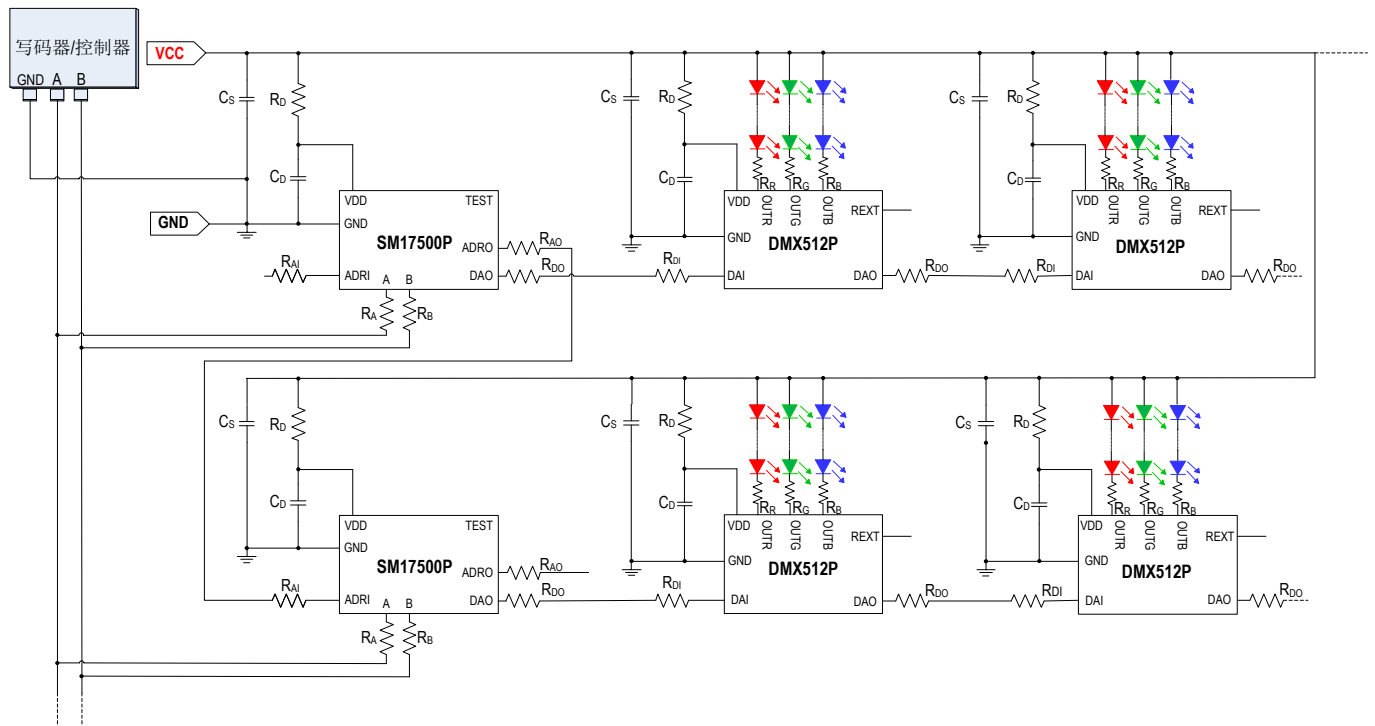 写码器/控制器
GND A B
VCC
CS RD CS RD CS RD
CD CD CD
RR RG RB RR RG RB
VDD TEST VDD OUTR OUTG OUTB REXT VDD OUTR OUTG OUTB REXT
GND
GND SM17500P ADRO RAO GND DMX512P GND DMX512P
RAI ADRI A B DAO RDO RDI DAI DAO RDO RDI DAI DAO RDO
RA RB
CS RD CS RD CS RD
CD CD CD
RR RG RB RR RG RB
VDD TEST VDD OUTR OUTG OUTB REXT VDD OUTR OUTG OUTB REXT
GND SM17500P ADRO RAO GND DMX512P GND DMX512P
RAI ADRI A B DAO RDO RDI DAI DAO RDO RDI DAI DAO RDO
RA RB